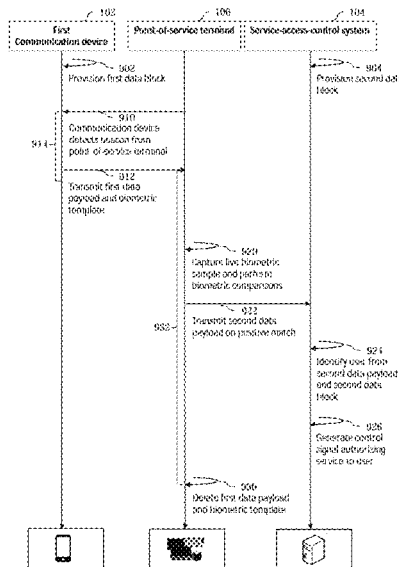 102
First
Communication device
106
Point-of-service terminal
104
Service-access-control system
902
Provision first data block
904
Provision second data
block
910
Communication device
detects beacon from
point-of-service terminal
914
912
Transmit first data
payload and biometric
template
920
Capture live biometric
sample and perform
biometric comparisons
922
Transmit second data
payload on positive match
932
924
Identify user from
second data payload
and second data
block
926
Generate control
signal authorizing
service to user
930
Delete first data payload
and biometric template